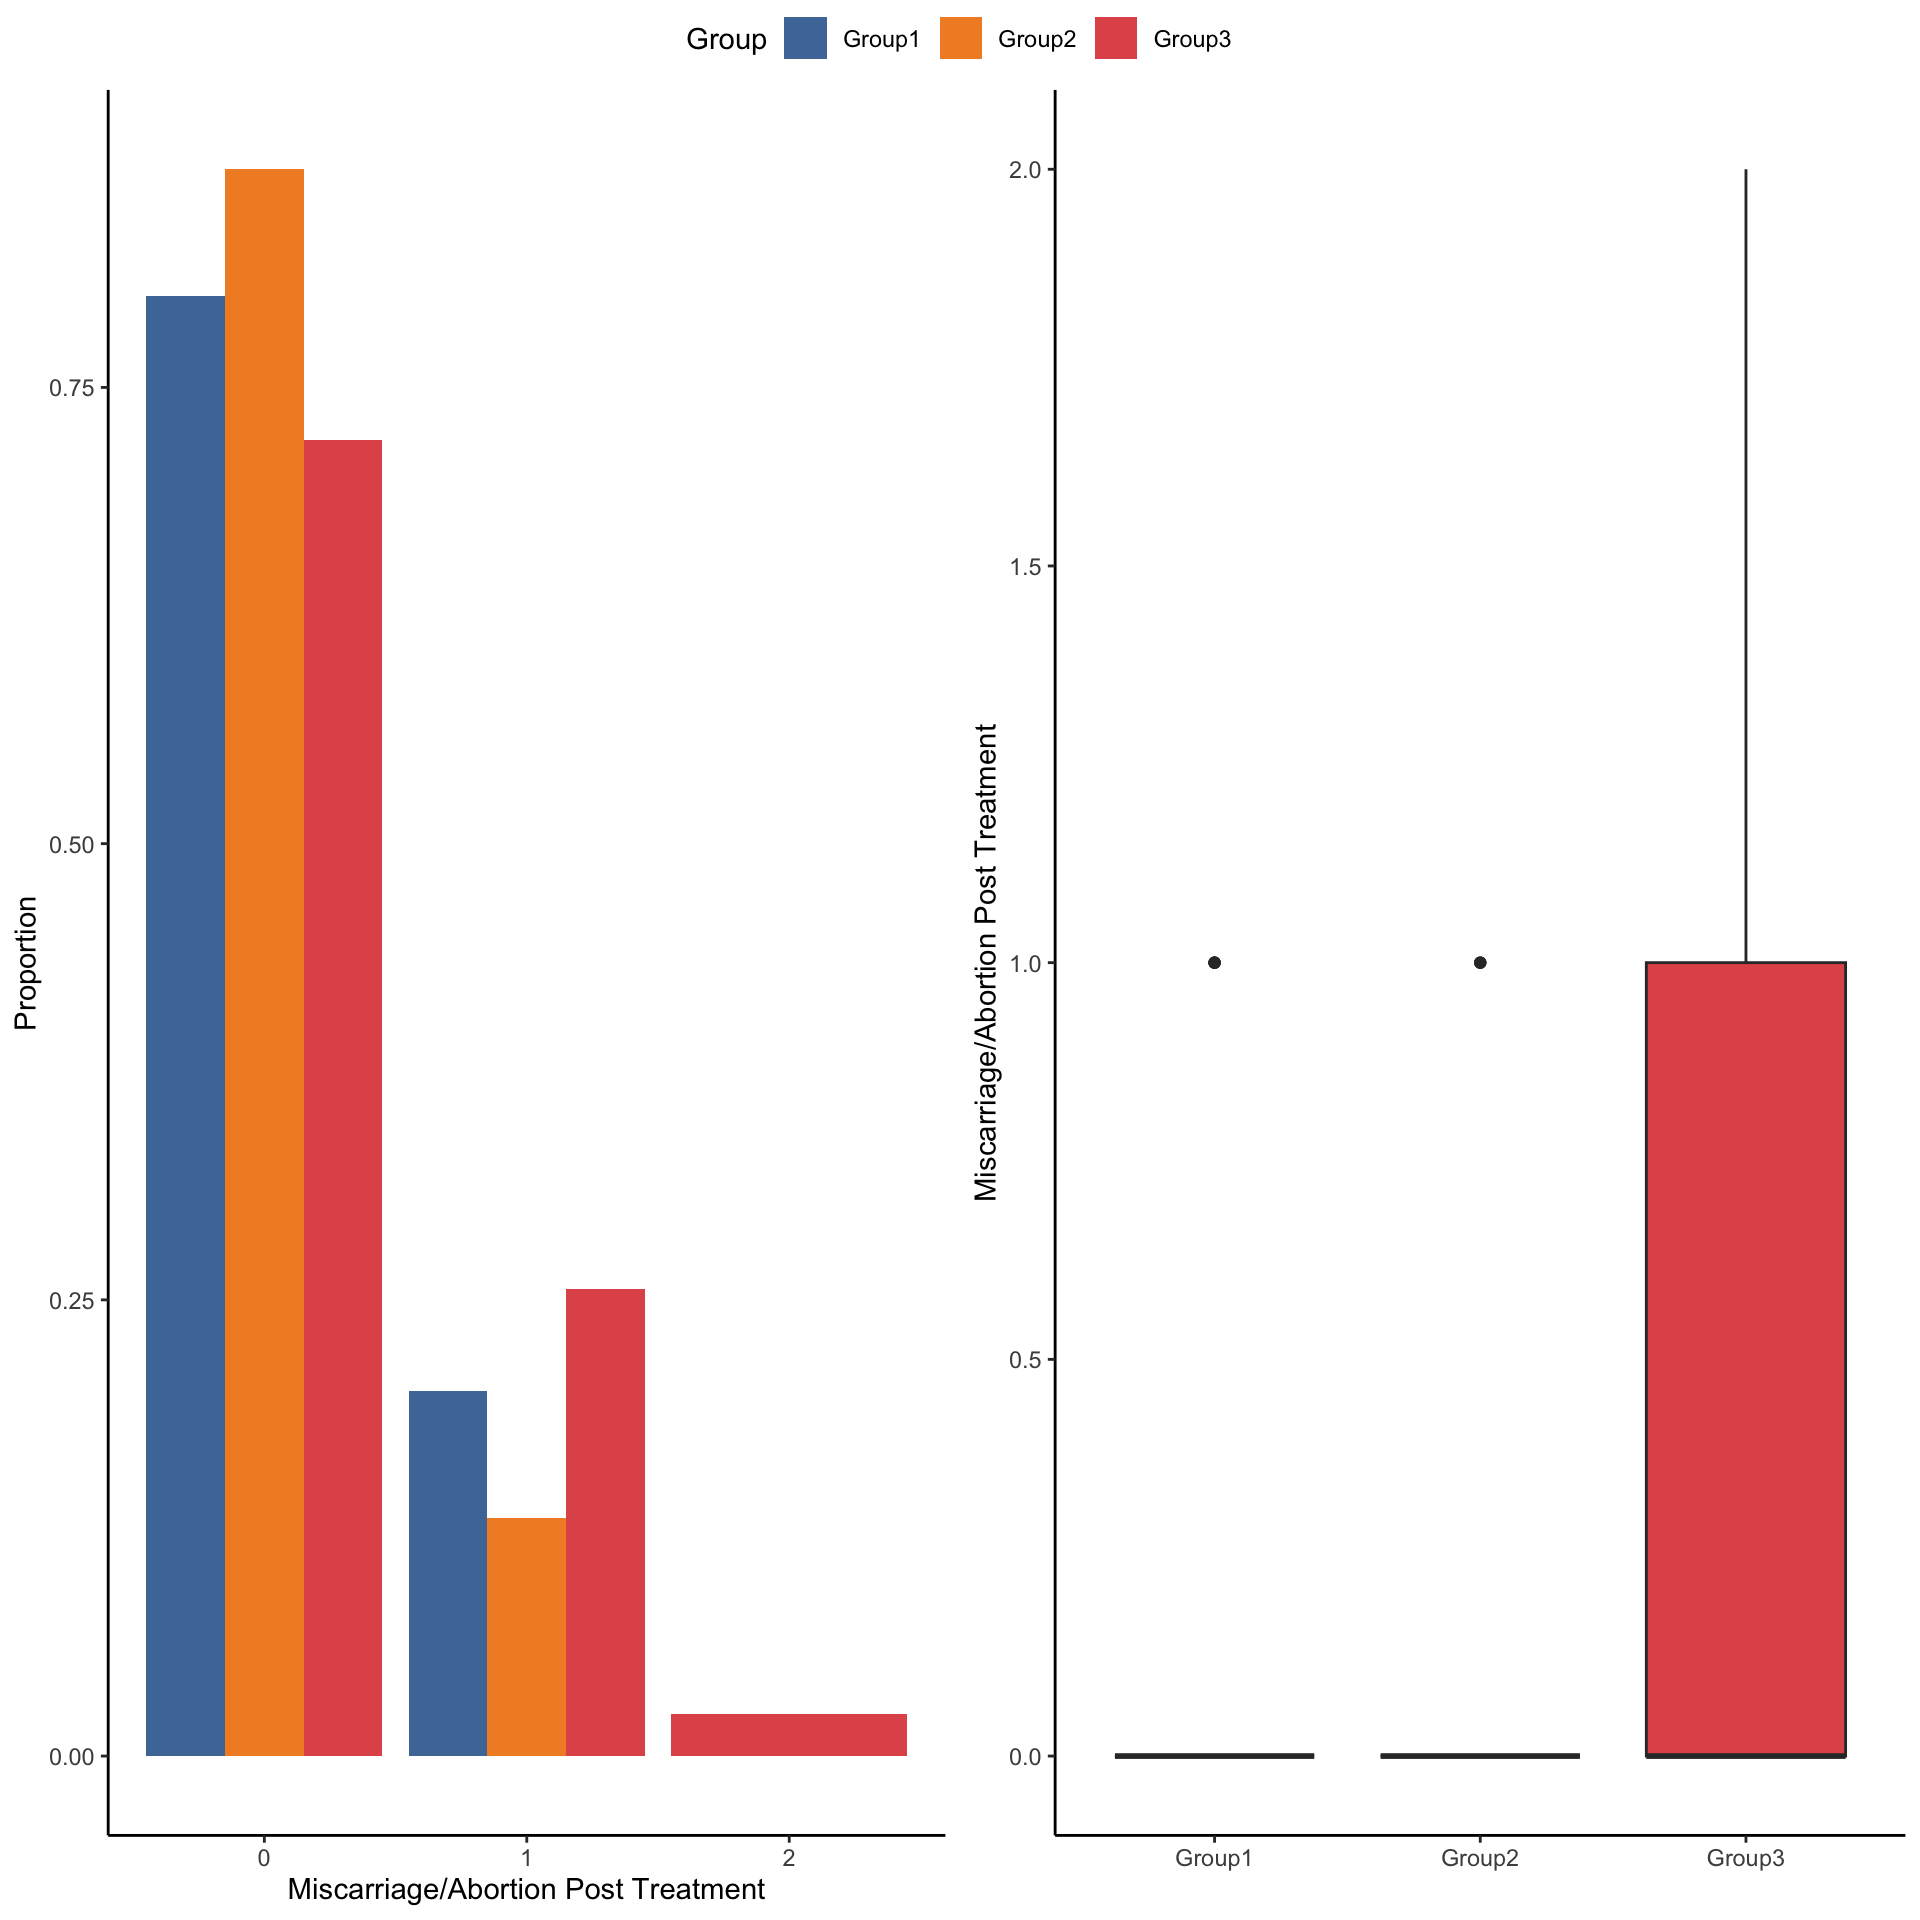 Group Group1 Group2 Group3
Proportion
0.75
0.50
0.25
0.00
0 1 2
Miscarriage/Abortion Post Treatment
Miscarriage/Abortion Post Treatment
2.0
1.5
1.0
0.5
0.0
Group1 Group2 Group3